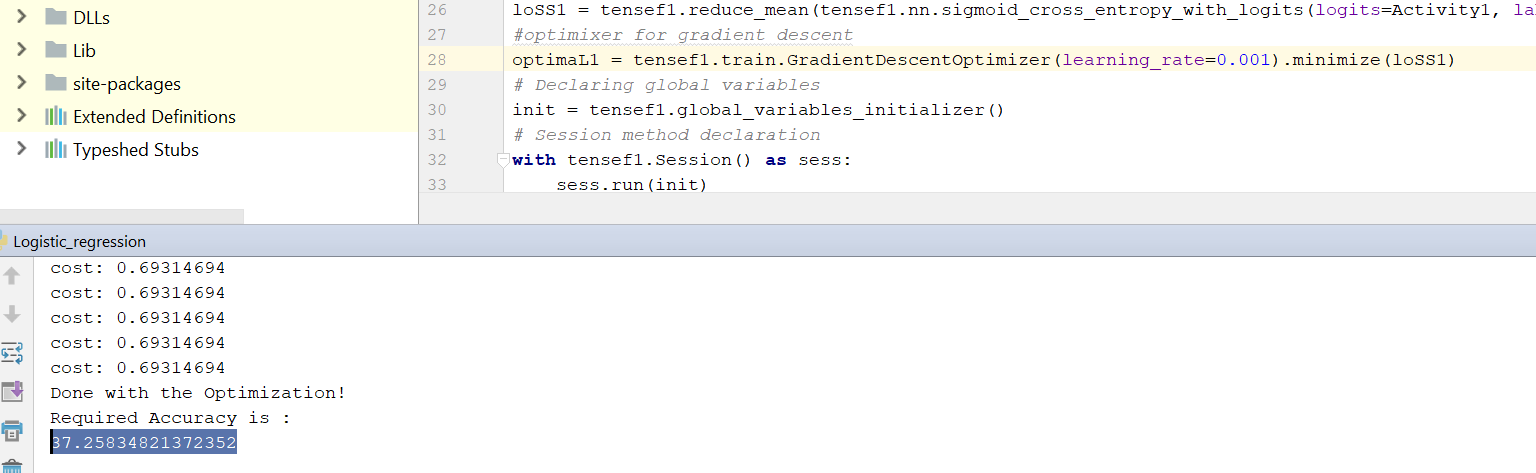 DLLs
Lib
site-packages
Extended Definitions
Typeshed Stubs
26 loSS1 = tensef1.reduce_mean(tensef1.nn.sigmoid_cross_entropy_with_logits(logits=Activity1,
27 #optimixer for gradient descent
28 optimaL1 = tensef1.train.GradientDescentOptimizer(learning_rate=0.001).minimize(loSS1)
29 # Declaring global variables
30 init = tensef1.global_variables_initializer()
31 # Session method declaration
32 with tensef1.Session() as sess:
33 sess.run(init)
Logistic_regression
cost: 0.69314694
cost: 0.69314694
cost: 0.69314694
cost: 0.69314694
cost: 0.69314694
Done with the Optimization!
Required Accuracy is :
37.25834821372352